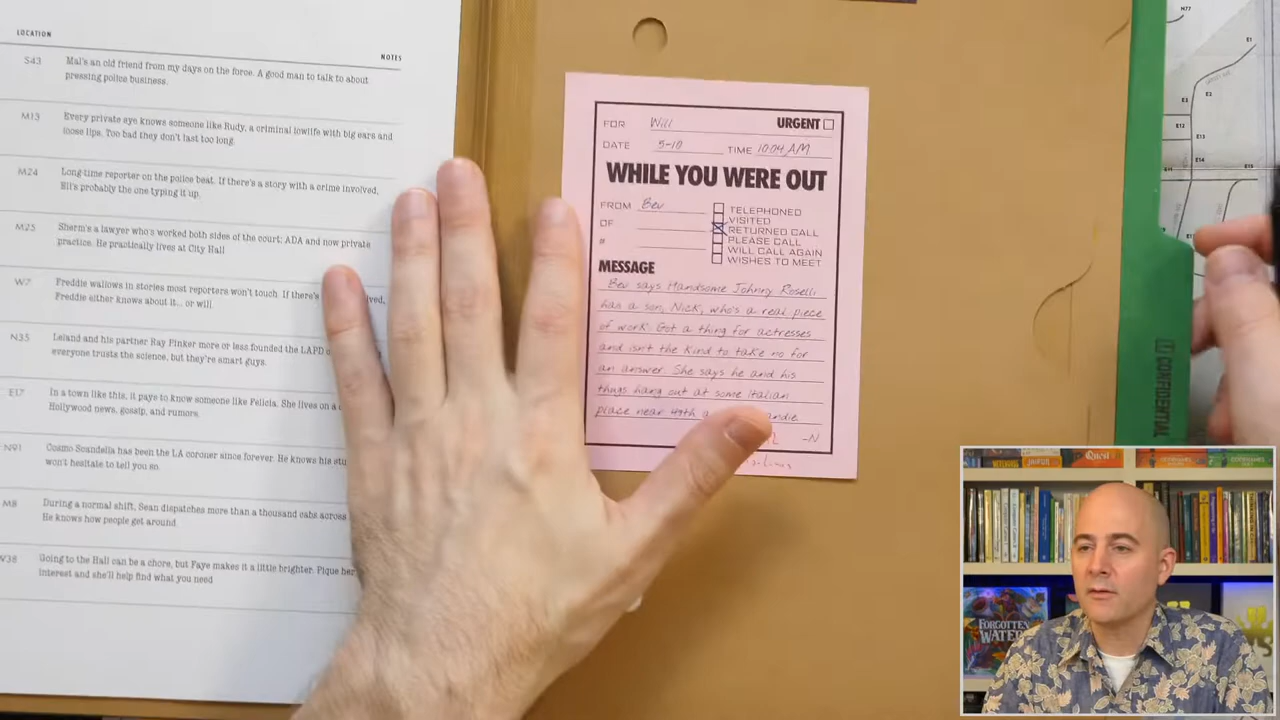 LOCATION
NOTES
S43 Mal's an old friend from my days on the force. A good man to talk to about
pressing police business.
M13 Every private eye knows someone like Rudy, a criminal lowlife with big ears and
loose lips. Too bad they don't last too long.
M24 Long time reporter on the police beat. If there's a story with a crime involved,
Eli's probably the one typing it up.
M25 Sherm's a lawyer who's worked both sides of the court: ADA and now private
practice. He practically lives at City Hall
W7 Freddie wallows in stories most reporters won't touch. If there's
Freddie either knows about it... or will.
N35 Leland and his partner Ray Pinker more or less founded the LAPD
everyone trusts the science, but they're smart guys.
E17 In a town like this, it pays to know someone like Felicia. She lives on a
Hollywood news, gossip, and rumors.
N91 Cosmo Scandella has been the LA coroner since forever. He knows his
won't hesitate to tell you so.
M8 During a normal shift, Sean dispatches more than a thousand cabs across
He knows how people get around.
Going to the Hall can be a chore, but Faye makes it a little brighter. Pique her
interest and she'll help find what you need
FOR Will URGENT
DATE 5-10 TIME 10:04 AM
WHILE YOU WERE OUT
FROM Bev
OF
#
TELEPHONED
VISITED
RETURNED CALL
PLEASE CALL
WILL CALL AGAIN
WISHES TO MEET
MESSAGE
Bev says Handsome Johnny Roselli
has a son, Nick, who's a real piece
of work. Got a thing for actresses
and isn't the kind to take no for
an answer. She says he and his
thugs hang out at some Italian
place near 49th
-N
CONFIDENTIAL
M77
E1
E2
E12
E13
E14
E15
FORGOTTEN
WATERS